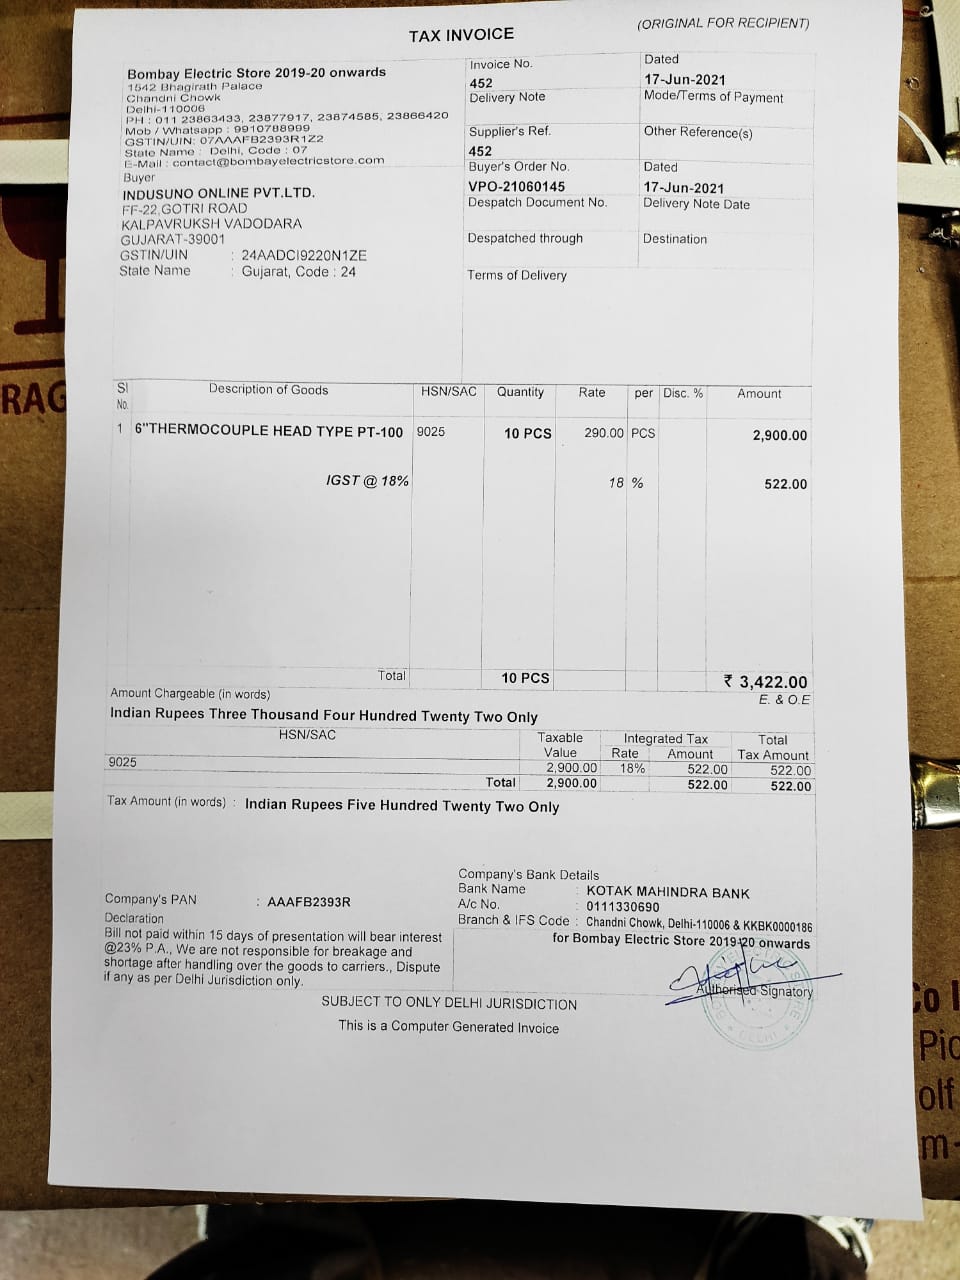 TAX INVOICE
(ORIGINAL FOR RECIPIENT)
Bombay Electric Store 2019-20 onwards
1542 Bhagirath Palace
Chandni Chowk
Delhi-110006
PH : 011 23863433, 23877917, 23874585, 23866420
Mob / Whatsapp : 9910788999
GSTIN/UIN: 07AAAFB2393R1Z2
State Name : Delhi, Code : 07
E-Mail : contact@bombayelectricstore.com
Invoice No.
452
Dated
17-Jun-2021
Delivery Note
Mode/Terms of Payment
Supplier's Ref.
452
Other Reference(s)
Buyer
INDUSUNO ONLINE PVT.LTD.
FF-22,GOTRI ROAD
KALPAVRUKSH VADODARA
GUJARAT-39001
GSTIN/UIN : 24AADCI9220N1ZE
State Name : Gujarat, Code : 24
Buyer's Order No.
VPO-21060145
Dated
17-Jun-2021
Despatch Document No.
Delivery Note Date
Despatched through
Destination
Terms of Delivery
Sl No. Description of Goods HSN/SAC Quantity Rate per Disc. % Amount
1 6"THERMOCOUPLE HEAD TYPE PT-100 9025 10 PCS 290.00 PCS 2,900.00
IGST @ 18% 18 % 522.00
Total 10 PCS ₹ 3,422.00
Amount Chargeable (in words)
E. & O.E
Indian Rupees Three Thousand Four Hundred Twenty Two Only
HSN/SAC Taxable Value Integrated Tax Rate Amount Total Tax Amount
9025 2,900.00 18% 522.00 522.00
Total 2,900.00 522.00 522.00
Tax Amount (in words) : Indian Rupees Five Hundred Twenty Two Only
Company's Bank Details
Bank Name : KOTAK MAHINDRA BANK
A/c No. : 0111330690
Branch & IFS Code : Chandni Chowk, Delhi-110006 & KKBK0000186
Company's PAN : AAAFB2393R
Declaration
Bill not paid within 15 days of presentation will bear interest
@23% P.A., We are not responsible for breakage and
shortage after handling over the goods to carriers., Dispute
if any as per Delhi Jurisdiction only.
for Bombay Electric Store 2019-20 onwards
Authorised Signatory
DELHI
SUBJECT TO ONLY DELHI JURISDICTION
This is a Computer Generated Invoice
RAG
Co
Pic
olf
m-